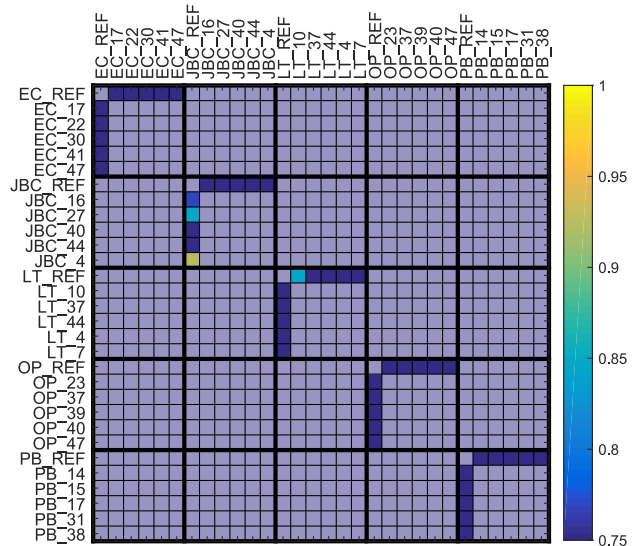 EC_REF
EC_17
EC_22
EC_30
EC_41
EC_47
JBC_REF
JBC_16
JBC_27
JBC_40
JBC_44
JBC_4
LT_REF
LT_10
LT_37
LT_44
LT_4
LT_7
OP_REF
OP_23
OP_37
OP_39
OP_40
OP_47
PB_REF
PB_14
PB_15
PB_17
PB_31
PB_38
EC_REF
EC_17
EC_22
EC_30
EC_41
EC_47
JBC_REF
JBC_16
JBC_27
JBC_40
JBC_44
JBC_4
LT_REF
LT_10
LT_37
LT_44
LT_4
LT_7
OP_REF
OP_23
OP_37
OP_39
OP_40
OP_47
PB_REF
PB_14
PB_15
PB_17
PB_31
PB_38
1
0.95
0.9
0.85
0.8
0.75